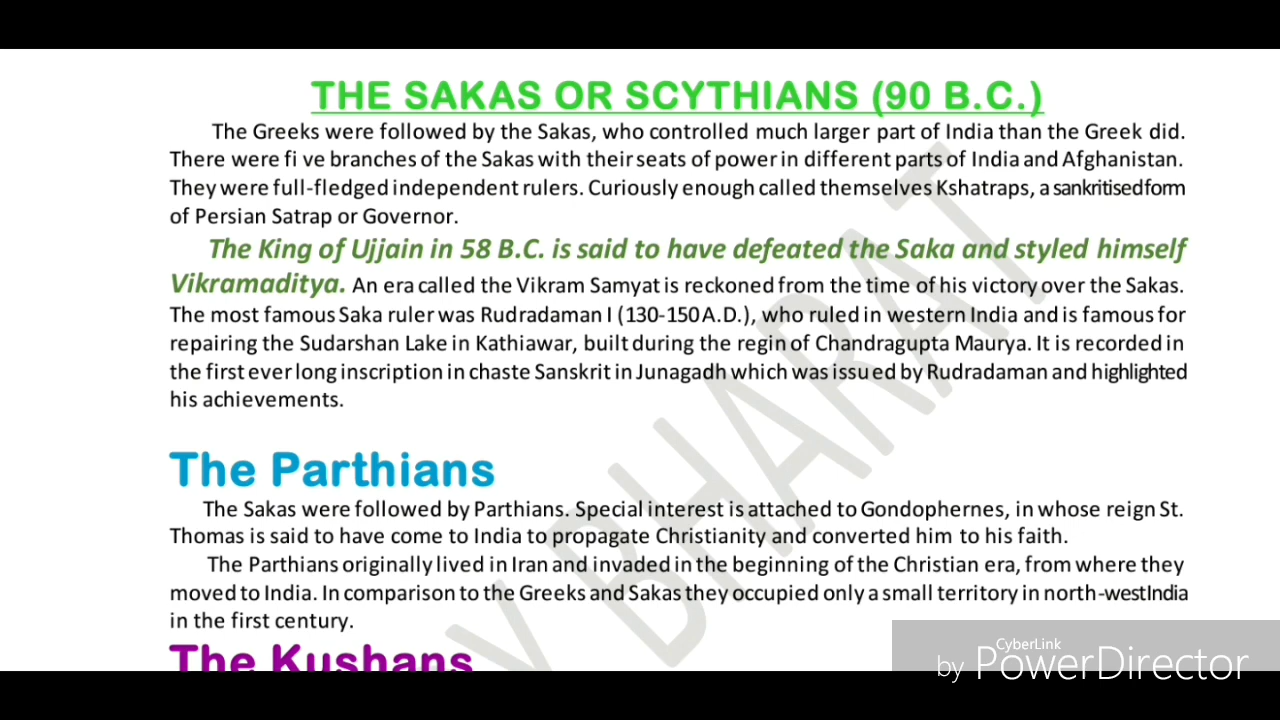 THE SAKAS OR SCYTHIANS (90 B.C.)
The Greeks were followed by the Sakas, who controlled much larger part of India than the Greek did.
There were fi ve branches of the Sakas with their seats of power in different parts of India and Afghanistan.
They were full-fledged independent rulers. Curiously enough called themselves Kshatraps, a sankritised form
of Persian Satrap or Governor.
The King of Ujjain in 58 B.C. is said to have defeated the Saka and styled himself
Vikramaditya. An era called the Vikram Samyat is reckoned from the time of his victory over the Sakas.
The most famous Saka ruler was Rudradaman I (130-150 A.D.), who ruled in western India and is famous for
repairing the Sudarshan Lake in Kathiawar, built during the regin of Chandragupta Maurya. It is recorded in
the first ever long inscription in chaste Sanskrit in Junagadh which was issued by Rudradaman and highlighted
his achievements.
The Parthians
The Sakas were followed by Parthians. Special interest is attached to Gondophernes, in whose reign St.
Thomas is said to have come to India to propagate Christianity and converted him to his faith.
The Parthians originally lived in Iran and invaded in the beginning of the Christian era, from where they
moved to India. In comparison to the Greeks and Sakas they occupied only a small territory in north-west India
in the first century.
The Kushans
Y BHARAT
CyberLink
by PowerDirector